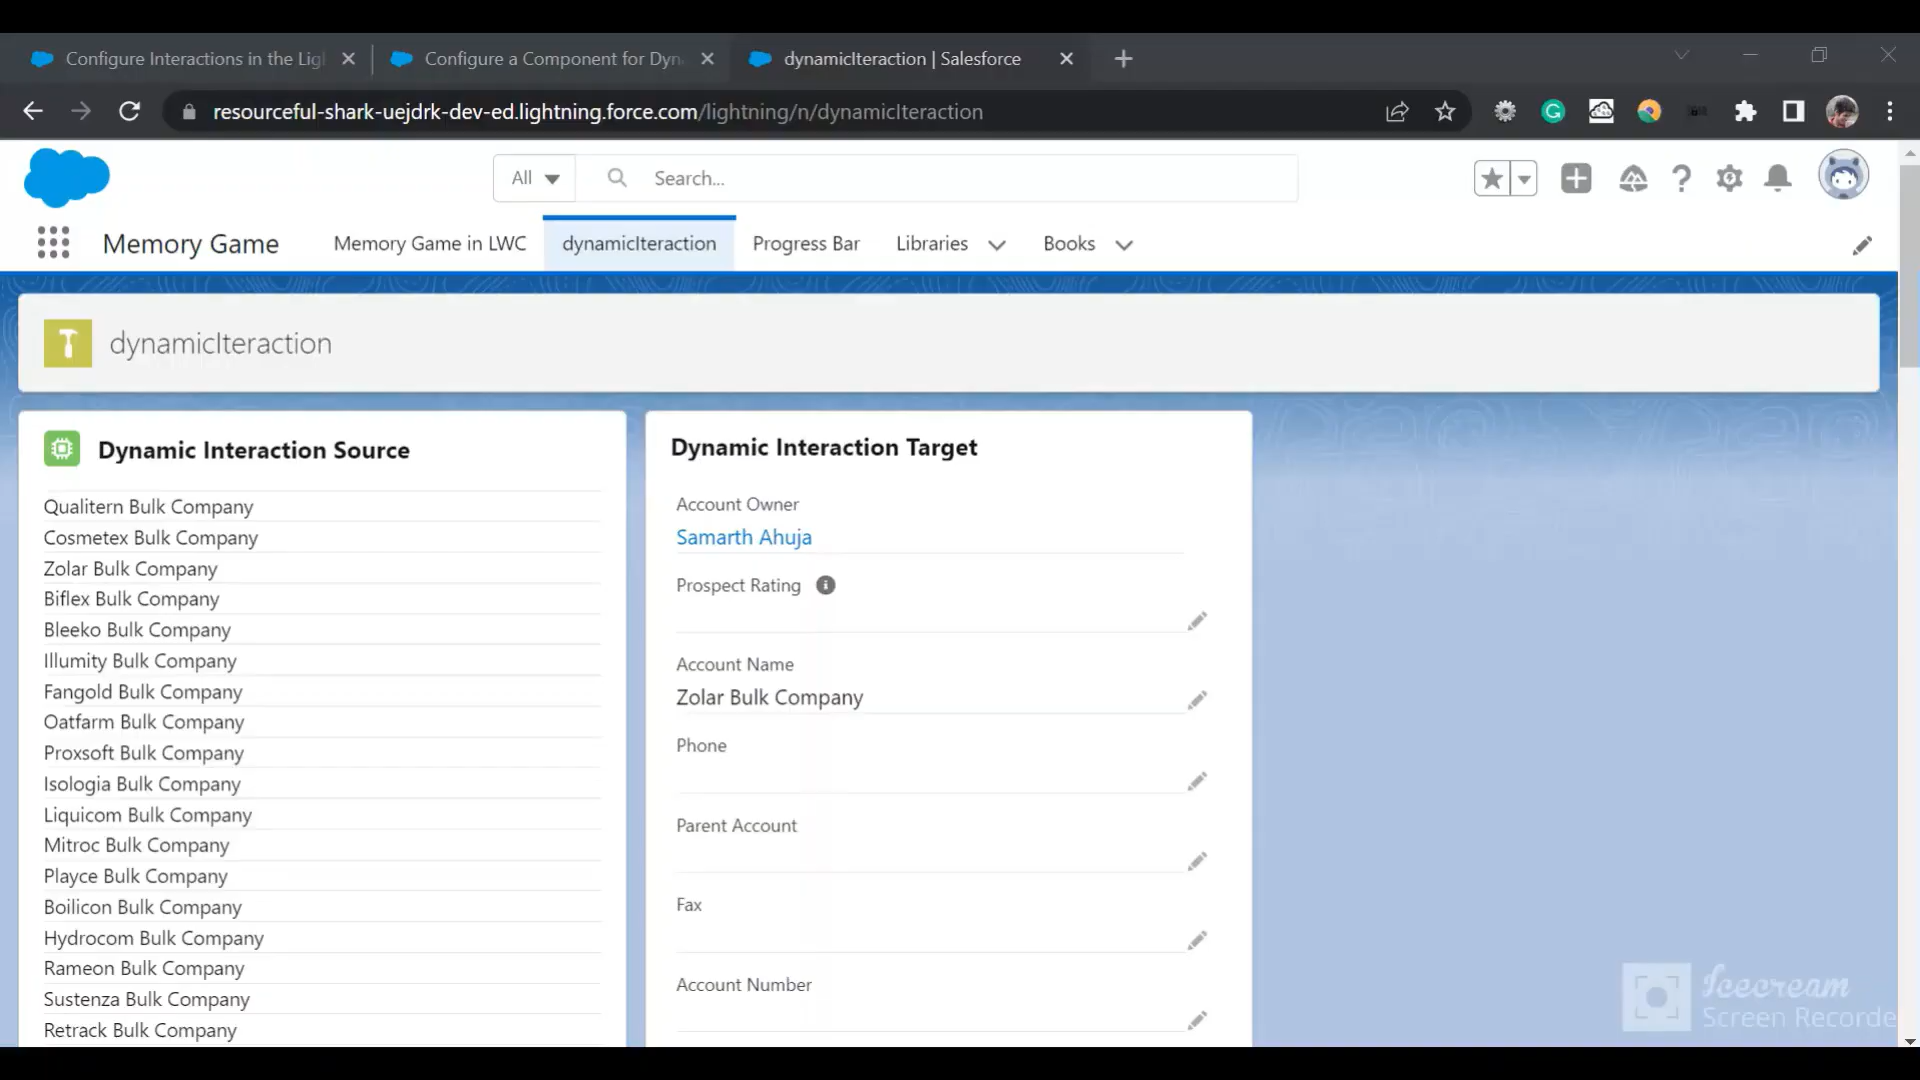 Configure Interactions in the Lig
Configure a Component for Dyn
dynamicIteraction | Salesforce
resourceful-shark-uejdrk-dev-ed.lightning.force.com/lightning/n/dynamicIteraction
All
Search...
Memory Game
Memory Game in LWC
dynamicIteraction
Progress Bar
Libraries
Books
dynamicIteraction
Dynamic Interaction Source
Qualitern Bulk Company
Cosmetex Bulk Company
Zolar Bulk Company
Biflex Bulk Company
Bleeko Bulk Company
Illumity Bulk Company
Fangold Bulk Company
Oatfarm Bulk Company
Proxsoft Bulk Company
Isologia Bulk Company
Liquicom Bulk Company
Mitroc Bulk Company
Playce Bulk Company
Boilicon Bulk Company
Hydrocom Bulk Company
Rameon Bulk Company
Sustenza Bulk Company
Retrack Bulk Company
Dynamic Interaction Target
Account Owner
Samarth Ahuja
Prospect Rating
Account Name
Zolar Bulk Company
Phone
Parent Account
Fax
Account Number
Icecream
Screen Recorde